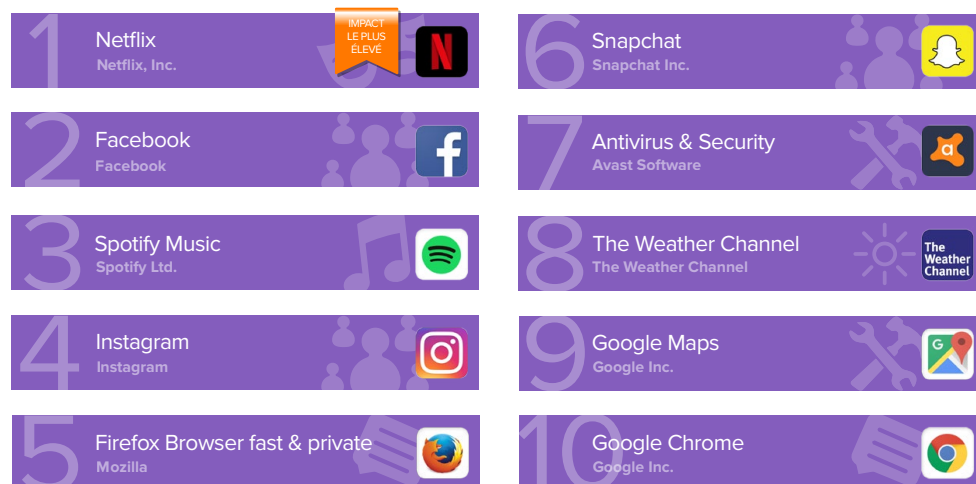 1
Netflix
Netflix, Inc.
IMPACT
LE PLUS
ÉLEVÉ
N
2
Facebook
Facebook
f
3
Spotify Music
Spotify Ltd.
4
Instagram
Instagram
5
Firefox Browser fast & private
Mozilla
6
Snapchat
Snapchat Inc.
7
Antivirus & Security
Avast Software
a
8
The Weather Channel
The Weather Channel
The
Weather
Channel
9
Google Maps
Google Inc.
G
10
Google Chrome
Google Inc.